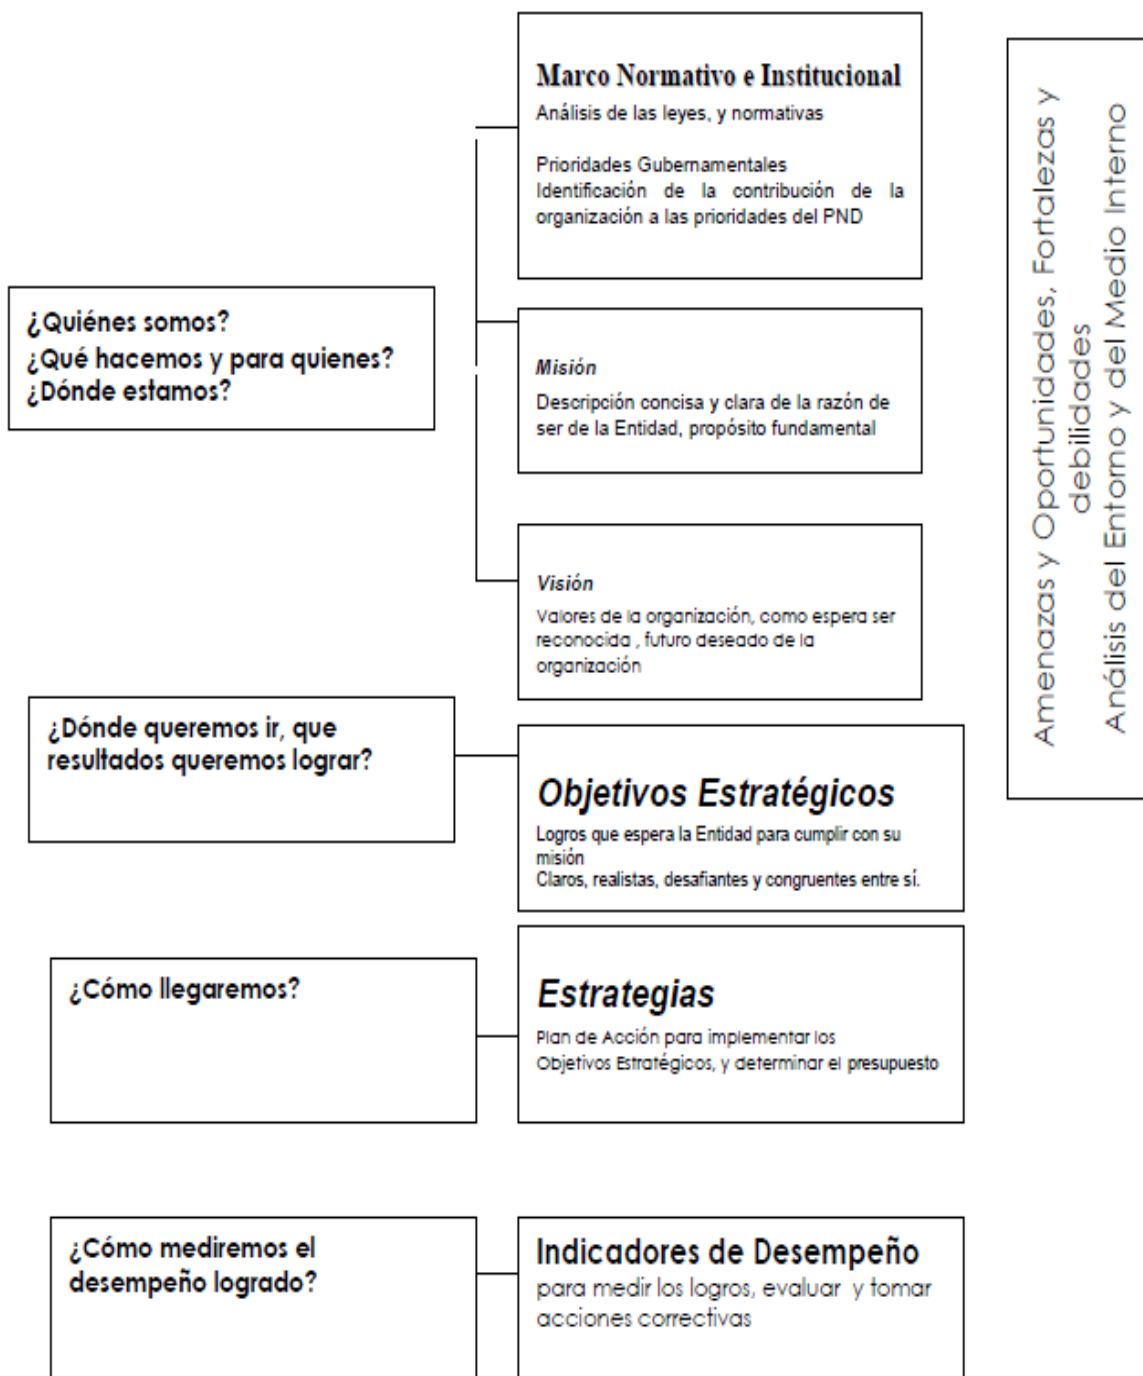 Marco Normativo e Institucional
Análisis de las leyes, y normativas
Prioridades Gubernamentales
Identificación de la contribución de la
organización a las prioridades del PND
¿Quiénes somos?
¿Qué hacemos y para quienes?
¿Dónde estamos?
Misión
Descripción concisa y clara de la razón de
ser de la Entidad, propósito fundamental
Visión
Valores de la organización, como espera ser
reconocida , futuro deseado de la
organización
¿Dónde queremos ir, que
resultados queremos lograr?
Objetivos Estratégicos
Logros que espera la Entidad para cumplir con su
misión
Claros, realistas, desafiantes y congruentes entre sí.
¿Cómo llegaremos?
Estrategias
Plan de Acción para implementar los
Objetivos Estratégicos, y determinar el presupuesto
¿Cómo mediremos el
desempeño logrado?
Indicadores de Desempeño
para medir los logros, evaluar y tomar
acciones correctivas
Amenazas y Oportunidades, Fortalezas y
debilidades
Análisis del Entorno y del Medio Interno